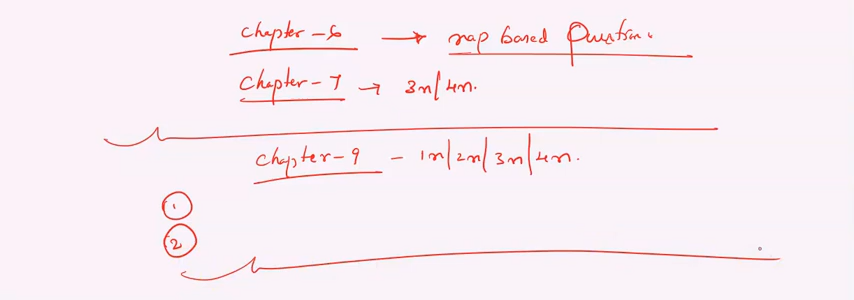 Chapter-6 → map based Question.
Chapter-7 → 3m/4m.
Chapter-9 - 1m/2m/3m/4m.
1
2